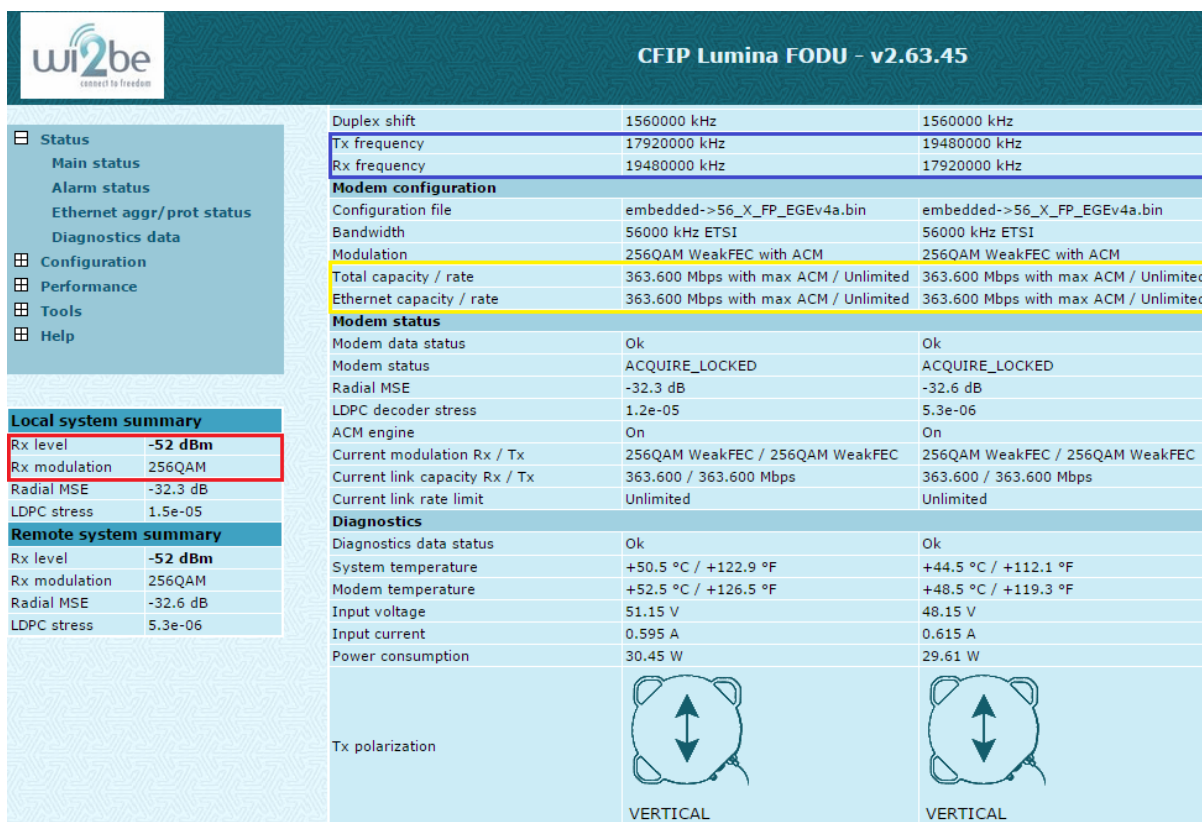 wi2be
connect to freedom
CFIP Lumina FODU - v2.63.45
Status
Main status
Alarm status
Ethernet aggr/prot status
Diagnostics data
Configuration
Performance
Tools
Help
Local system summary
Rx level -52 dBm
Rx modulation 256QAM
Radial MSE -32.3 dB
LDPC stress 1.5e-05
Remote system summary
Rx level -52 dBm
Rx modulation 256QAM
Radial MSE -32.6 dB
LDPC stress 5.3e-06
Duplex shift 1560000 kHz 1560000 kHz
Tx frequency 17920000 kHz 19480000 kHz
Rx frequency 19480000 kHz 17920000 kHz
Modem configuration
Configuration file embedded->56_X_FP_EGEv4a.bin embedded->56_X_FP_EGEv4a.bin
Bandwidth 56000 kHz ETSI 56000 kHz ETSI
Modulation 256QAM WeakFEC with ACM 256QAM WeakFEC with ACM
Total capacity / rate 363.600 Mbps with max ACM / Unlimited 363.600 Mbps with max ACM / Unlimited
Ethernet capacity / rate 363.600 Mbps with max ACM / Unlimited 363.600 Mbps with max ACM / Unlimited
Modem status
Modem data status Ok Ok
Modem status ACQUIRE_LOCKED ACQUIRE_LOCKED
Radial MSE -32.3 dB -32.6 dB
LDPC decoder stress 1.2e-05 5.3e-06
ACM engine On On
Current modulation Rx / Tx 256QAM WeakFEC / 256QAM WeakFEC 256QAM WeakFEC / 256QAM WeakFEC
Current link capacity Rx / Tx 363.600 / 363.600 Mbps 363.600 / 363.600 Mbps
Current link rate limit Unlimited Unlimited
Diagnostics
Diagnostics data status Ok Ok
System temperature +50.5 °C / +122.9 °F +44.5 °C / +112.1 °F
Modem temperature +52.5 °C / +126.5 °F +48.5 °C / +119.3 °F
Input voltage 51.15 V 48.15 V
Input current 0.595 A 0.615 A
Power consumption 30.45 W 29.61 W
Tx polarization
VERTICAL VERTICAL